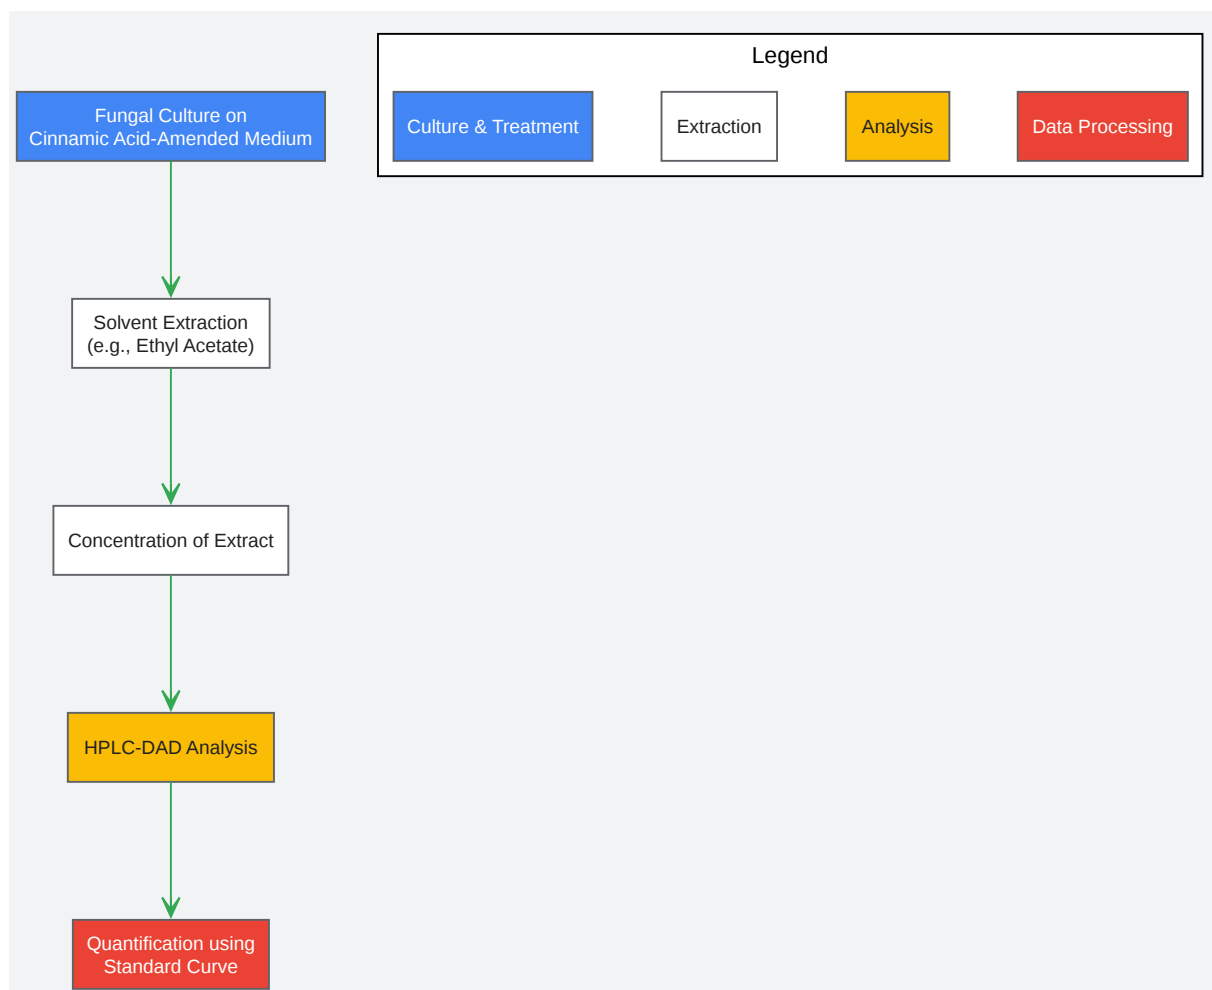 Legend
Culture & Treatment
Extraction
Analysis
Data Processing
Fungal Culture on
Cinnamic Acid-Amended Medium
Solvent Extraction
(e.g., Ethyl Acetate)
Concentration of Extract
HPLC-DAD Analysis
Quantification using
Standard Curve